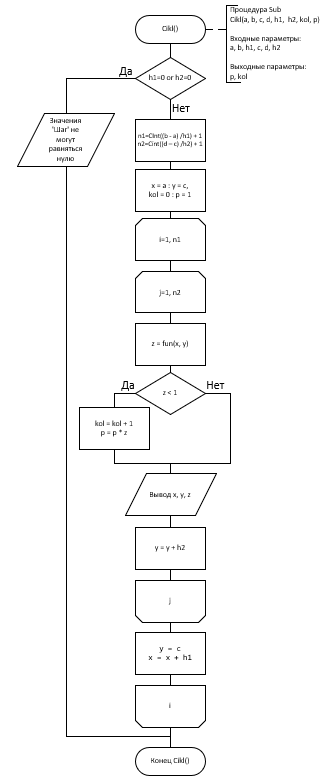 Процедура Sub
Cikl(a, b, c, d, h1, h2, kol, p)
Входные параметры:
a, b, h1, c, d, h2
Выходные параметры:
p, kol
Cikl()
h1=0 or h2=0
Да
Нет
Значения
'Шаг' не
могут
равняться
нулю
n1=CInt((b - a) /h1) + 1
n2=Cint((d – c) /h2) + 1
x = a : y = c,
kol = 0 : p = 1
i=1, n1
j=1, n2
z = fun(x, y)
z < 1
Да
Нет
kol = kol + 1
p = p * z
Вывод x, y, z
y = y + h2
j
y = c
x = x + h1
i
Конец Cikl()